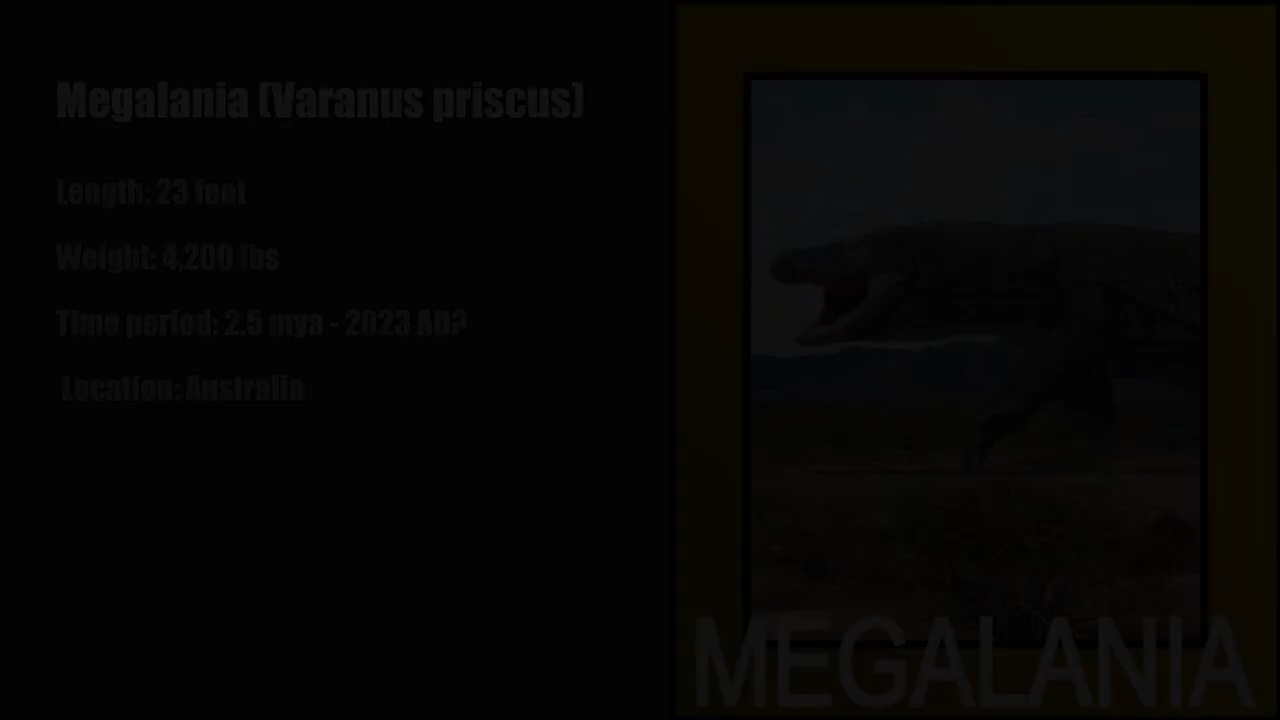 Megalania (Varanus priscus)
Length: 23 feet
Weight: 4,200 lbs
Time period: 2.5 mya - 2023 AD?
Location: Australia
MEGALANIA